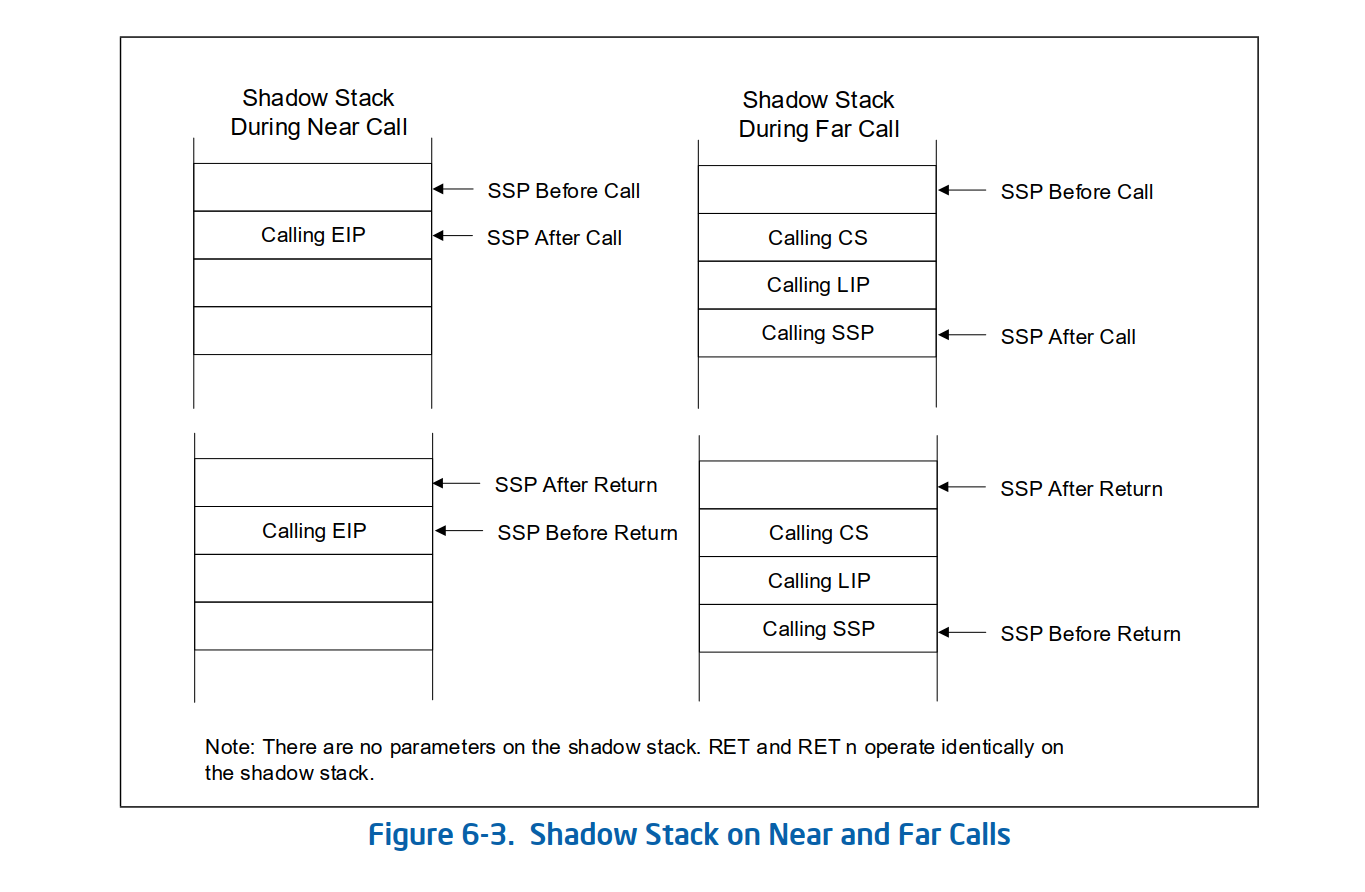 Shadow Stack
During Near Call
SSP Before Call
Calling EIP
SSP After Call
Shadow Stack
During Far Call
SSP Before Call
Calling CS
Calling LIP
Calling SSP
SSP After Call
SSP After Return
Calling EIP
SSP Before Return
SSP After Return
Calling CS
Calling LIP
Calling SSP
SSP Before Return
Note: There are no parameters on the shadow stack. RET and RET n operate identically on
the shadow stack.
Figure 6-3. Shadow Stack on Near and Far Calls